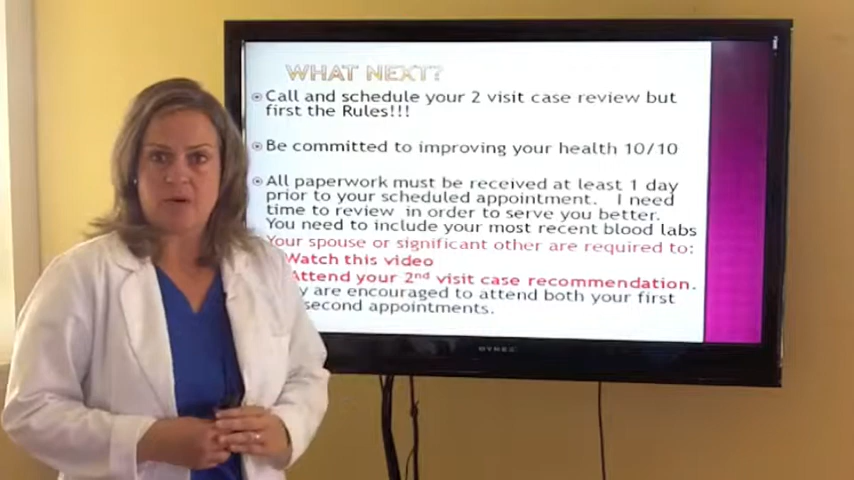 WHAT NEXT?
Call and schedule your 2 visit case review but
first the Rules!!!
Be committed to improving your health 10/10
All paperwork must be received at least 1 day
prior to your scheduled appointment. I need
time to review in order to serve you better.
You need to include your most recent blood labs
Your spouse or significant other are required to:
Watch this video
Attend your 2nd visit case recommendation.
y are encouraged to attend both your first
second appointments.
DYNEX